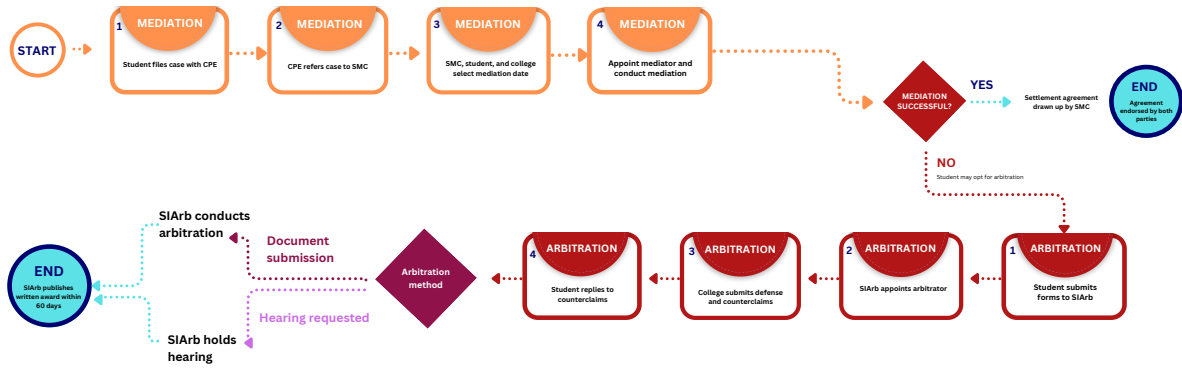 START
1
MEDIATION
Student files case with CPE
2
MEDIATION
CPE refers case to SMC
3
MEDIATION
SMC, student, and college
select mediation date
4
MEDIATION
Appoint mediator and
conduct mediation
MEDIATION
SUCCESSFUL?
YES
Settlement agreement
drawn up by SMC
END
Agreement
endorsed by both
parties
NO
Student may opt for arbitration
1
ARBITRATION
Student submits
forms to SIArb
2
ARBITRATION
SIArb appoints arbitrator
3
ARBITRATION
College submits defense
and counterclaims
4
ARBITRATION
Student replies to
counterclaims
Arbitration
method
Document
submission
SIArb conducts
arbitration
Hearing requested
SIArb holds
hearing
END
SIArb publishes
written award within
60 days